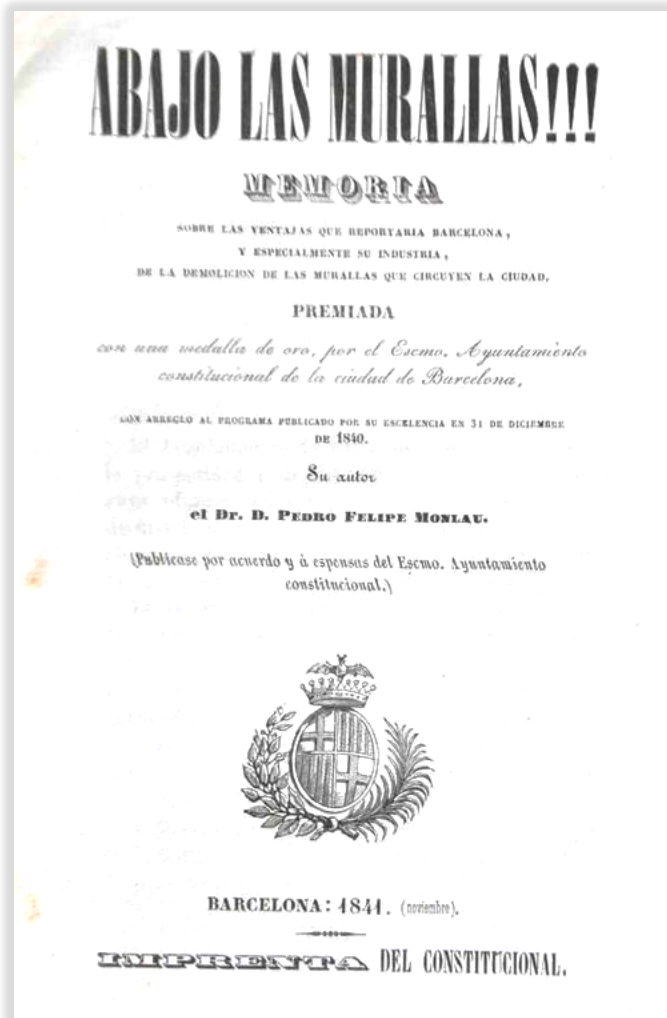 ABAJO LAS MURALLAS!!!
MEMORIA
SOBRE LAS VENTAJAS QUE REPORTARIA BARCELONA,
Y ESPECIALMENTE SU INDUSTRIA,
DE LA DEMOLICION DE LAS MURALLAS QUE CIRCUYEN LA CIUDAD,
PREMIADA
con una medalla de oro, por el Escmo. Ayuntamiento
constitucional de la ciudad de Barcelona,
CON ARREGLO AL PROGRAMA PUBLICADO POR SU ESCELENCIA EN 31 DE DICIEMBRE
DE 1840.
Su autor
el Dr. D. PEDRO FELIPE MONLAU.
(Publícase por acuerdo y á espensas del Escmo. Ayuntamiento
constitucional.)
BARCELONA: 1841. (noviembre).
IMPRENTA DEL CONSTITUCIONAL.